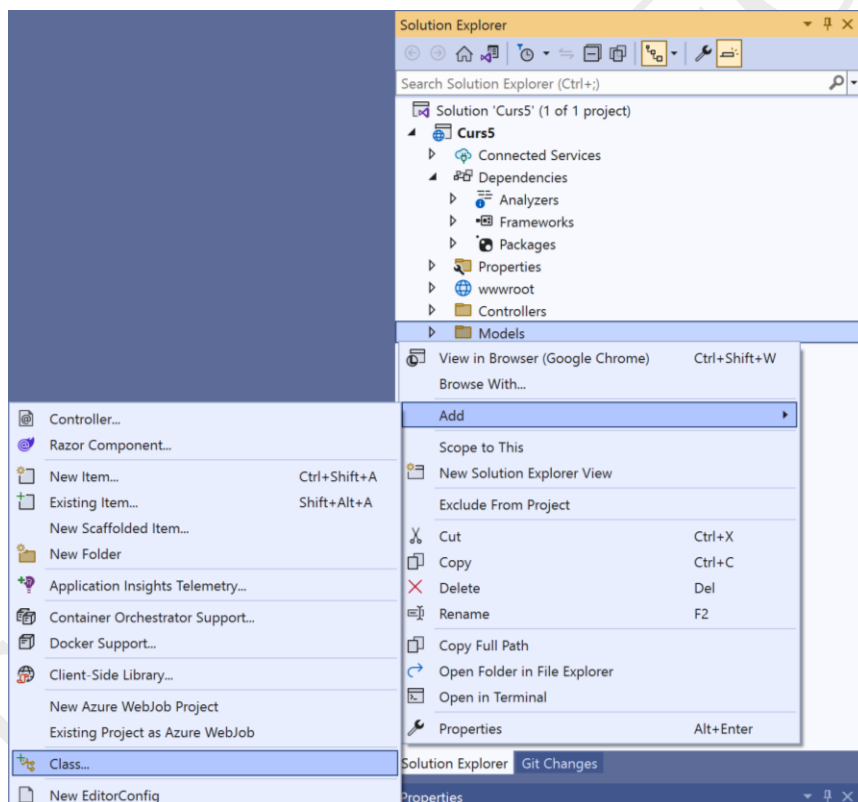 Solution Explorer
Search Solution Explorer (Ctrl+;)
Solution 'Curs5' (1 of 1 project)
Curs5
Connected Services
Dependencies
Analyzers
Frameworks
Packages
Properties
wwwroot
Controllers
Models
View in Browser (Google Chrome) Ctrl+Shift+W
Browse With...
Add
Scope to This
New Solution Explorer View
Exclude From Project
Cut Ctrl+X
Copy Ctrl+C
Delete Del
Rename F2
Copy Full Path
Open Folder in File Explorer
Open in Terminal
Properties Alt+Enter
Controller...
Razor Component...
New Item... Ctrl+Shift+A
Existing Item... Shift+Alt+A
New Scaffolded Item...
New Folder
Application Insights Telemetry...
Container Orchestrator Support...
Docker Support...
Client-Side Library...
New Azure WebJob Project
Existing Project as Azure WebJob
Class...
New EditorConfig
Solution Explorer Git Changes
Properties